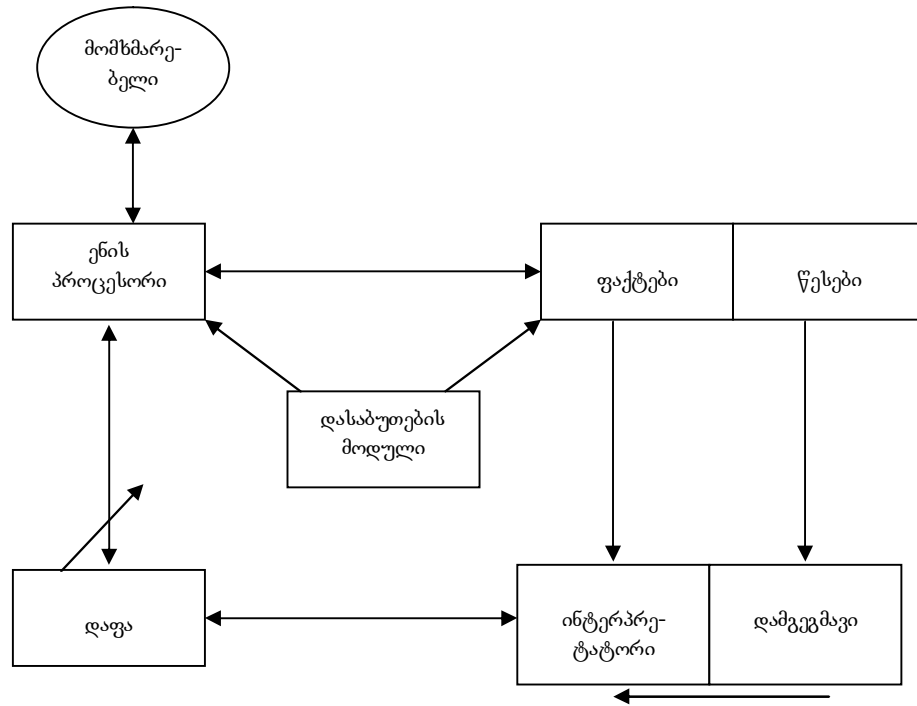 მომხმარე-
ბელი
ენის
პროცესორი
ფაქტები
წესები
დასაბუთების
მოდული
დაფა
ინტერპრე-
ტატორი
დამგეგმავი